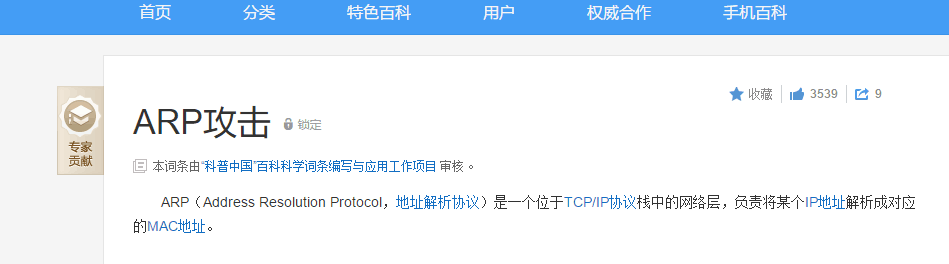 首页 分类 特色百科 用户 权威合作 手机百科
收藏 3539 9
ARP攻击 锁定
专家
贡献
本词条由“科普中国”百科科学词条编写与应用工作项目 审核 。
ARP（Address Resolution Protocol，地址解析协议）是一个位于TCP/IP协议栈中的网络层，负责将某个IP地址解析成对应
的MAC地址。